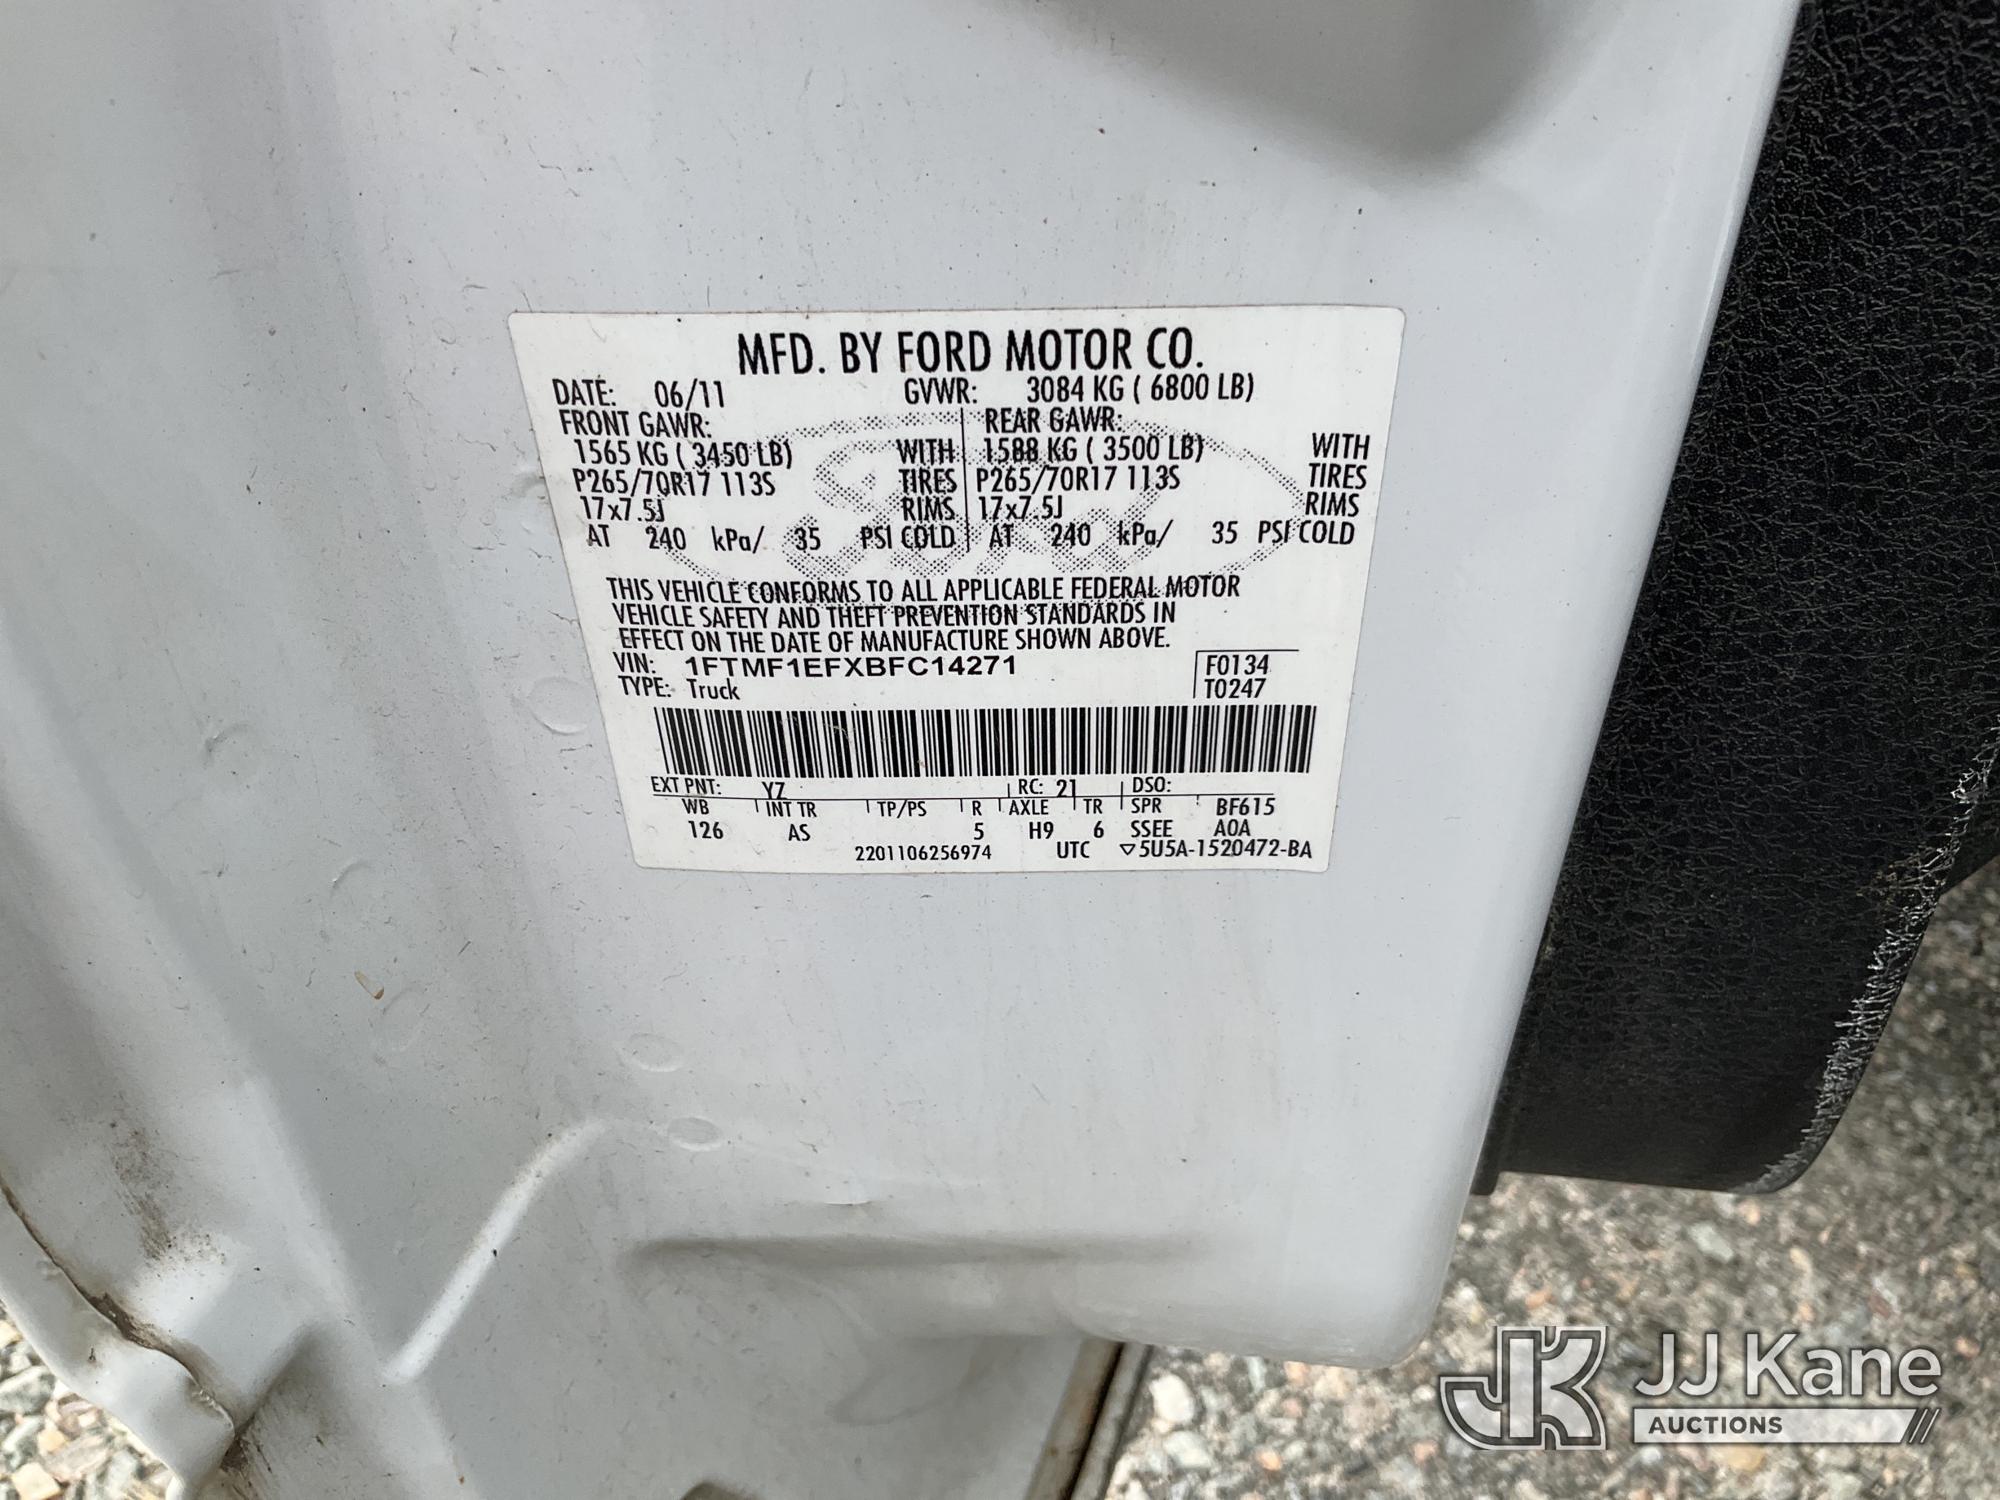 MFD. BY FORD MOTOR CO.
DATE: 06/11 GVWR: 3084 KG ( 6800 LB)
FRONT GAWR: REAR GAWR:
1565 KG ( 3450 LB) WITH 1588 KG ( 3500 LB) WITH
P265/70R17 113S TIRES P265/70R17 113S TIRES
17x7.5J RIMS 17x7.5J RIMS
AT 240 kPa/ 35 PSI COLD AT 240 kPa/ 35 PSI COLD
THIS VEHICLE CONFORMS TO ALL APPLICABLE FEDERAL MOTOR
VEHICLE SAFETY AND THEFT PREVENTION STANDARDS IN
EFFECT ON THE DATE OF MANUFACTURE SHOWN ABOVE.
VIN: 1FTMF1EFXBFC14271 F0134
TYPE: Truck T0247
EXT PNT: YZ RC: 21 DSO:
WB INT TR TP/PS R AXLE TR SPR BF615
126 AS 5 H9 6 SSEE A0A
2201106256974 UTC ▽5U5A-1520472-BA
JK JJ Kane
AUCTIONS